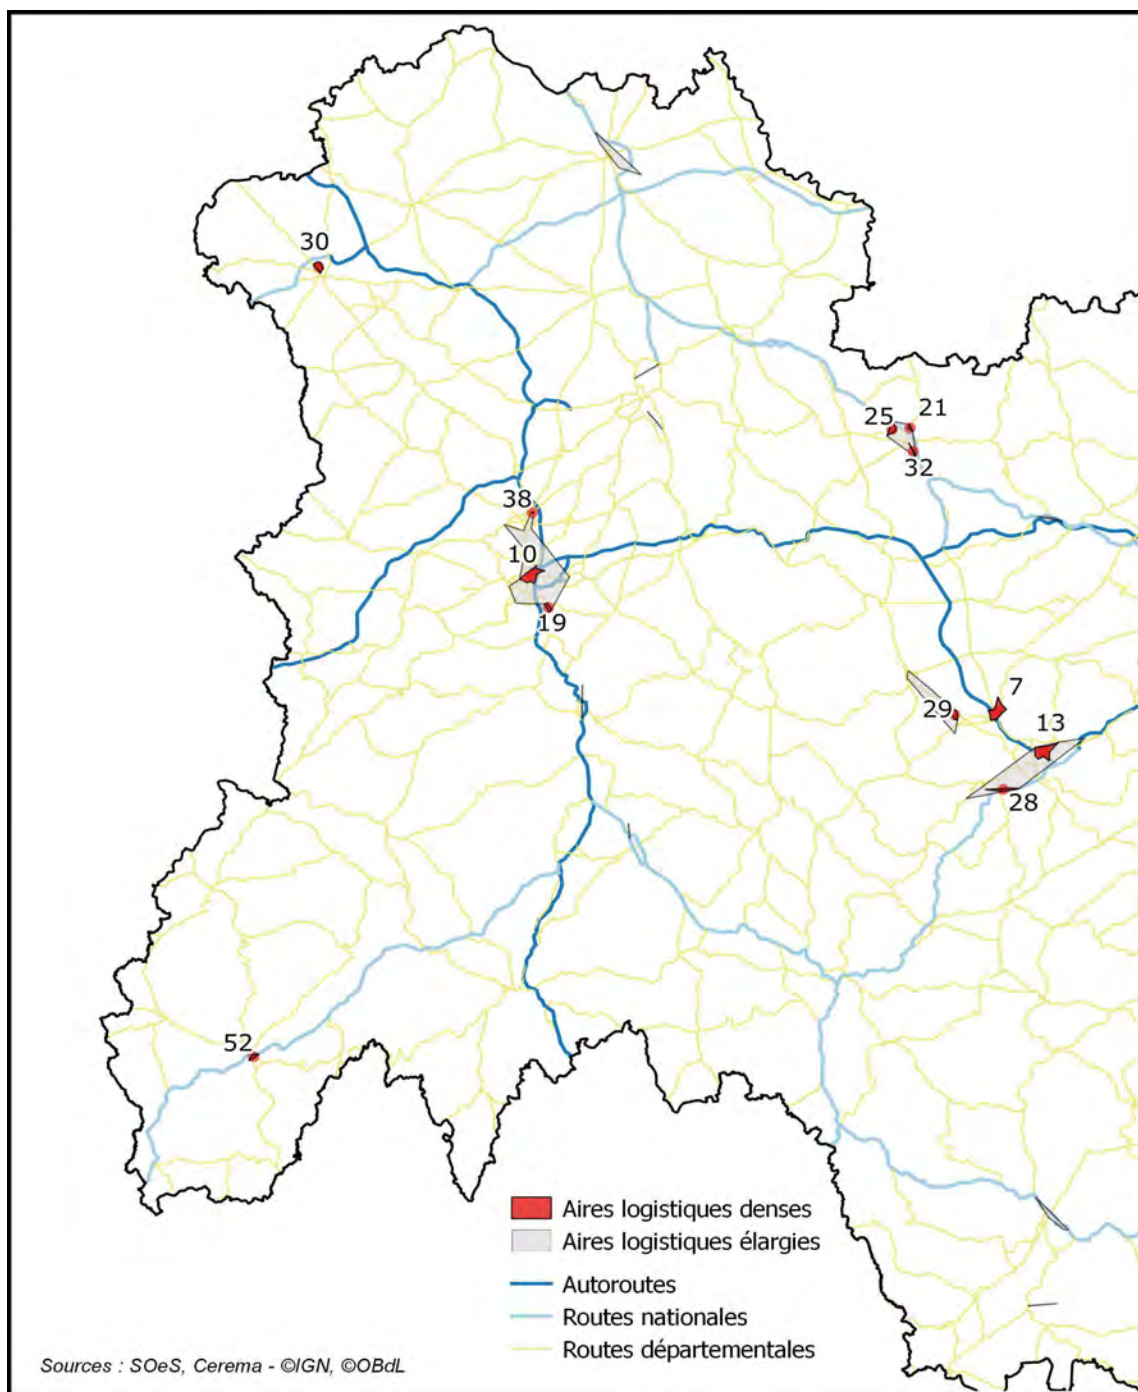 30
25
21
32
38
10
19
7
29
13
28
52
Aires logistiques denses
Aires logistiques élargies
Autoroutes
Routes nationales
Routes départementales
Sources : SOeS, Cerema - ©IGN, ©OBdL